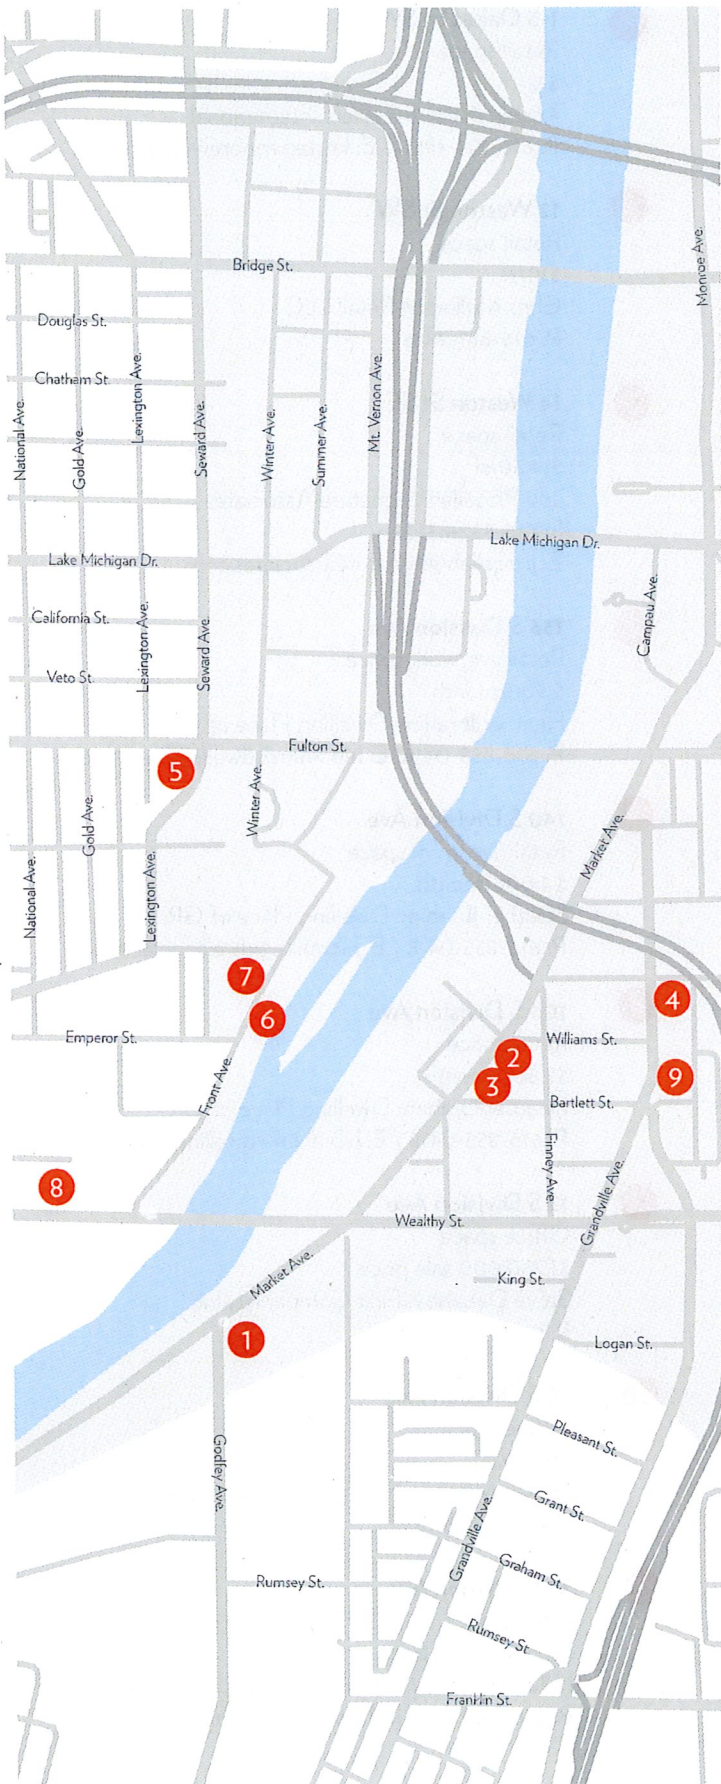 Monroe Ave.
Bridge St.
Douglas St.
Chatham St.
National Ave.
Gold Ave.
Lexington Ave.
Seward Ave.
Winter Ave.
Summer Ave.
Mt. Vernon Ave.
Lake Michigan Dr.
Lake Michigan Dr.
California St.
Lexington Ave.
Seward Ave.
Campau Ave.
Veto St.
Fulton St.
5
Winter Ave.
Gold Ave.
Market Ave.
National Ave.
Lexington Ave.
7
4
6
Emperor St.
Williams St.
2
3
9
Front Ave.
Bartlett St.
Finney Ave.
8
Grandville Ave.
Wealthy St.
Market Ave.
King St.
1
Logan St.
Godfey Ave.
Pleasant St.
Grant St.
Grandville Ave.
Graham St.
Rumsey St.
Rumsey St.
Franklin St.